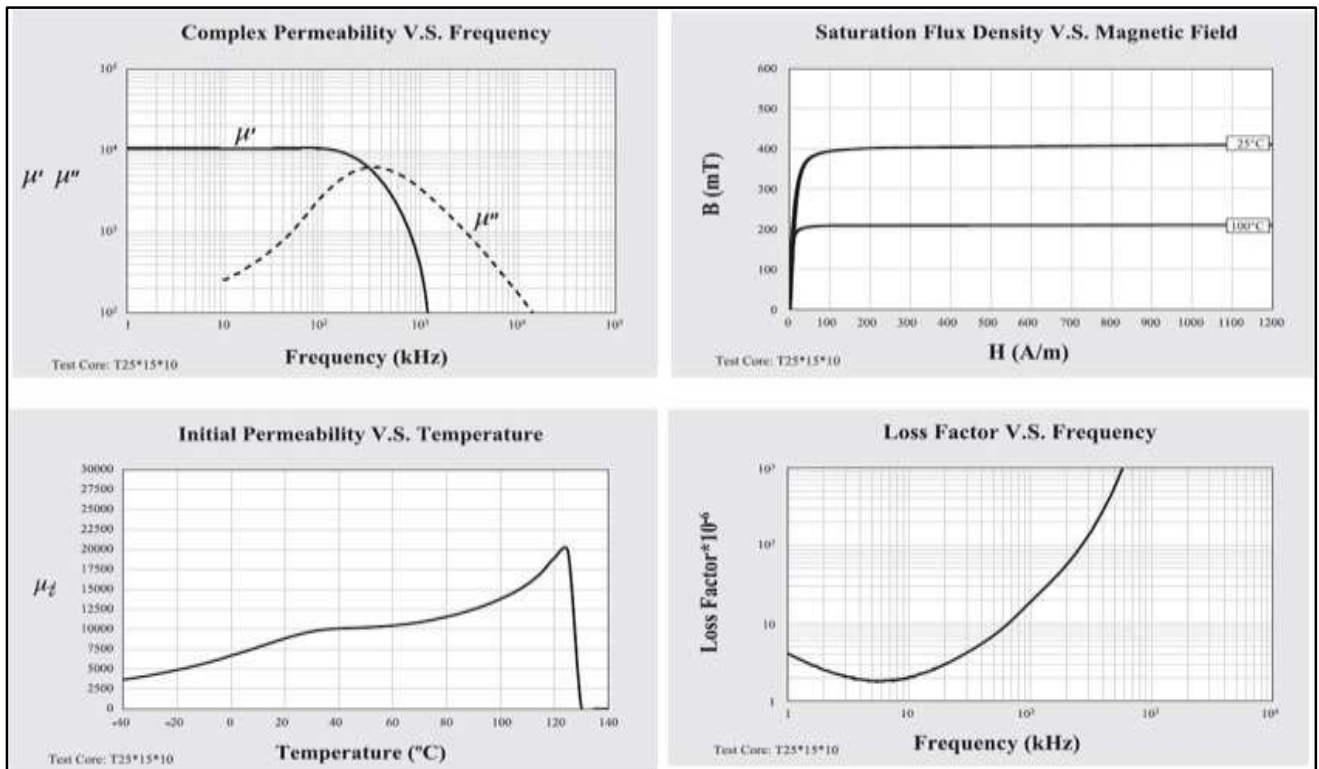 Complex Permeability V.S. Frequency
10⁵
10⁴
10³
10²
μ' μ"
μ'
μ"
1 10 10² 10³ 10⁴ 10⁵
Frequency (kHz)
Test Core: T25*15*10
Saturation Flux Density V.S. Magnetic Field
600
500
400
300
200
100
0
B (mT)
25°C
100°C
0 100 200 300 400 500 600 700 800 900 1000 1100 1200
H (A/m)
Test Core: T25*15*10
Initial Permeability V.S. Temperature
30000
27500
25000
22500
20000
17500
15000
12500
10000
7500
5000
2500
0
-40 -20 0 20 40 60 80 100 120 140
Temperature (ºC)
Test Core: T25*15*10
Loss Factor V.S. Frequency
10³
10²
10
1
Loss Factor*10⁻⁶
1 10 10² 10³ 10⁴
Frequency (kHz)
Test Core: T25*15*10